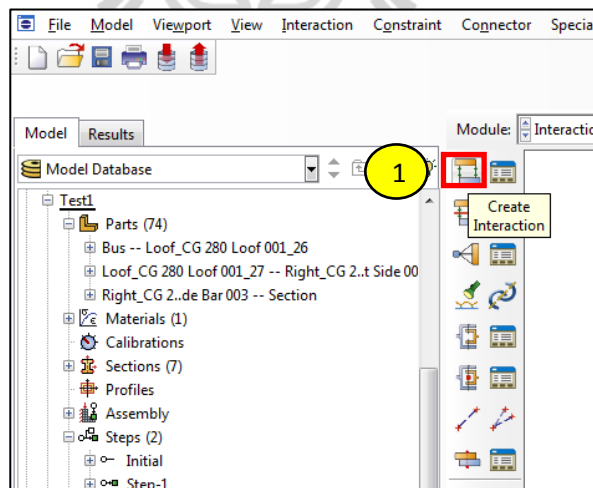 File Model Viewport View Interaction Constraint Connector Specia
Model Results
Module: Interactio
Model Database
1
Create
Interaction
Test1
Parts (74)
Bus -- Loof_CG 280 Loof 001_26
Loof_CG 280 Loof 001_27 -- Right_CG 2..t Side 00
Right_CG 2..de Bar 003 -- Section
Materials (1)
Calibrations
Sections (7)
Profiles
Assembly
Steps (2)
Initial
Step-1